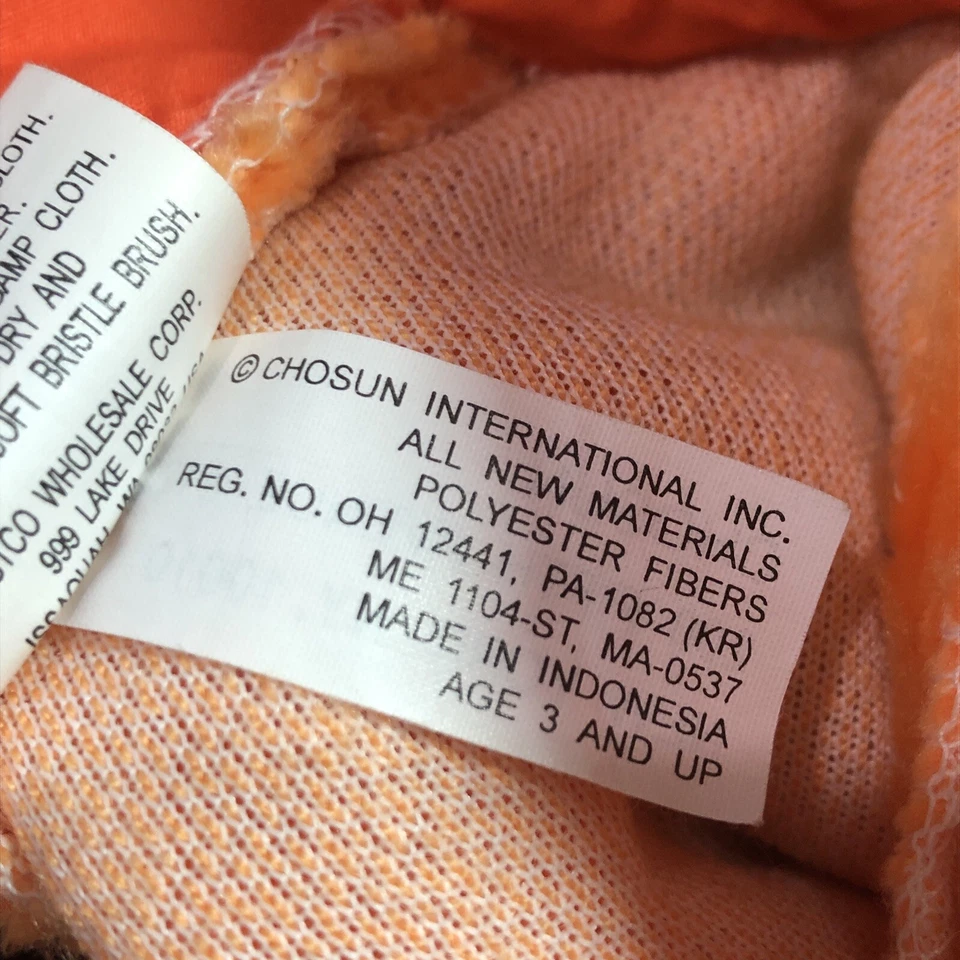 AMP CLOTH.
DRY AND
SOFT BRISTLE BRUSH.
WHOLESALE CORP.
999 LAKE DRIVE
© CHOSUN INTERNATIONAL INC.
ALL NEW MATERIALS
POLYESTER FIBERS
REG. NO. OH 12441, PA-1082 (KR)
ME 1104-ST, MA-0537
MADE IN INDONESIA
AGE 3 AND UP